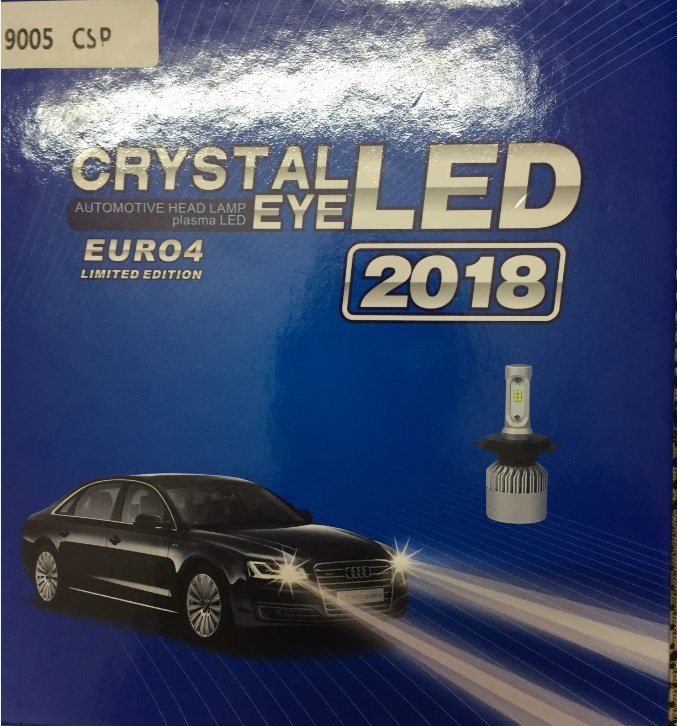 9005 CSP
CRYSTAL
EYE
LED
AUTOMOTIVE HEAD LAMP
plasma LED
EURO4
LIMITED EDITION
2018